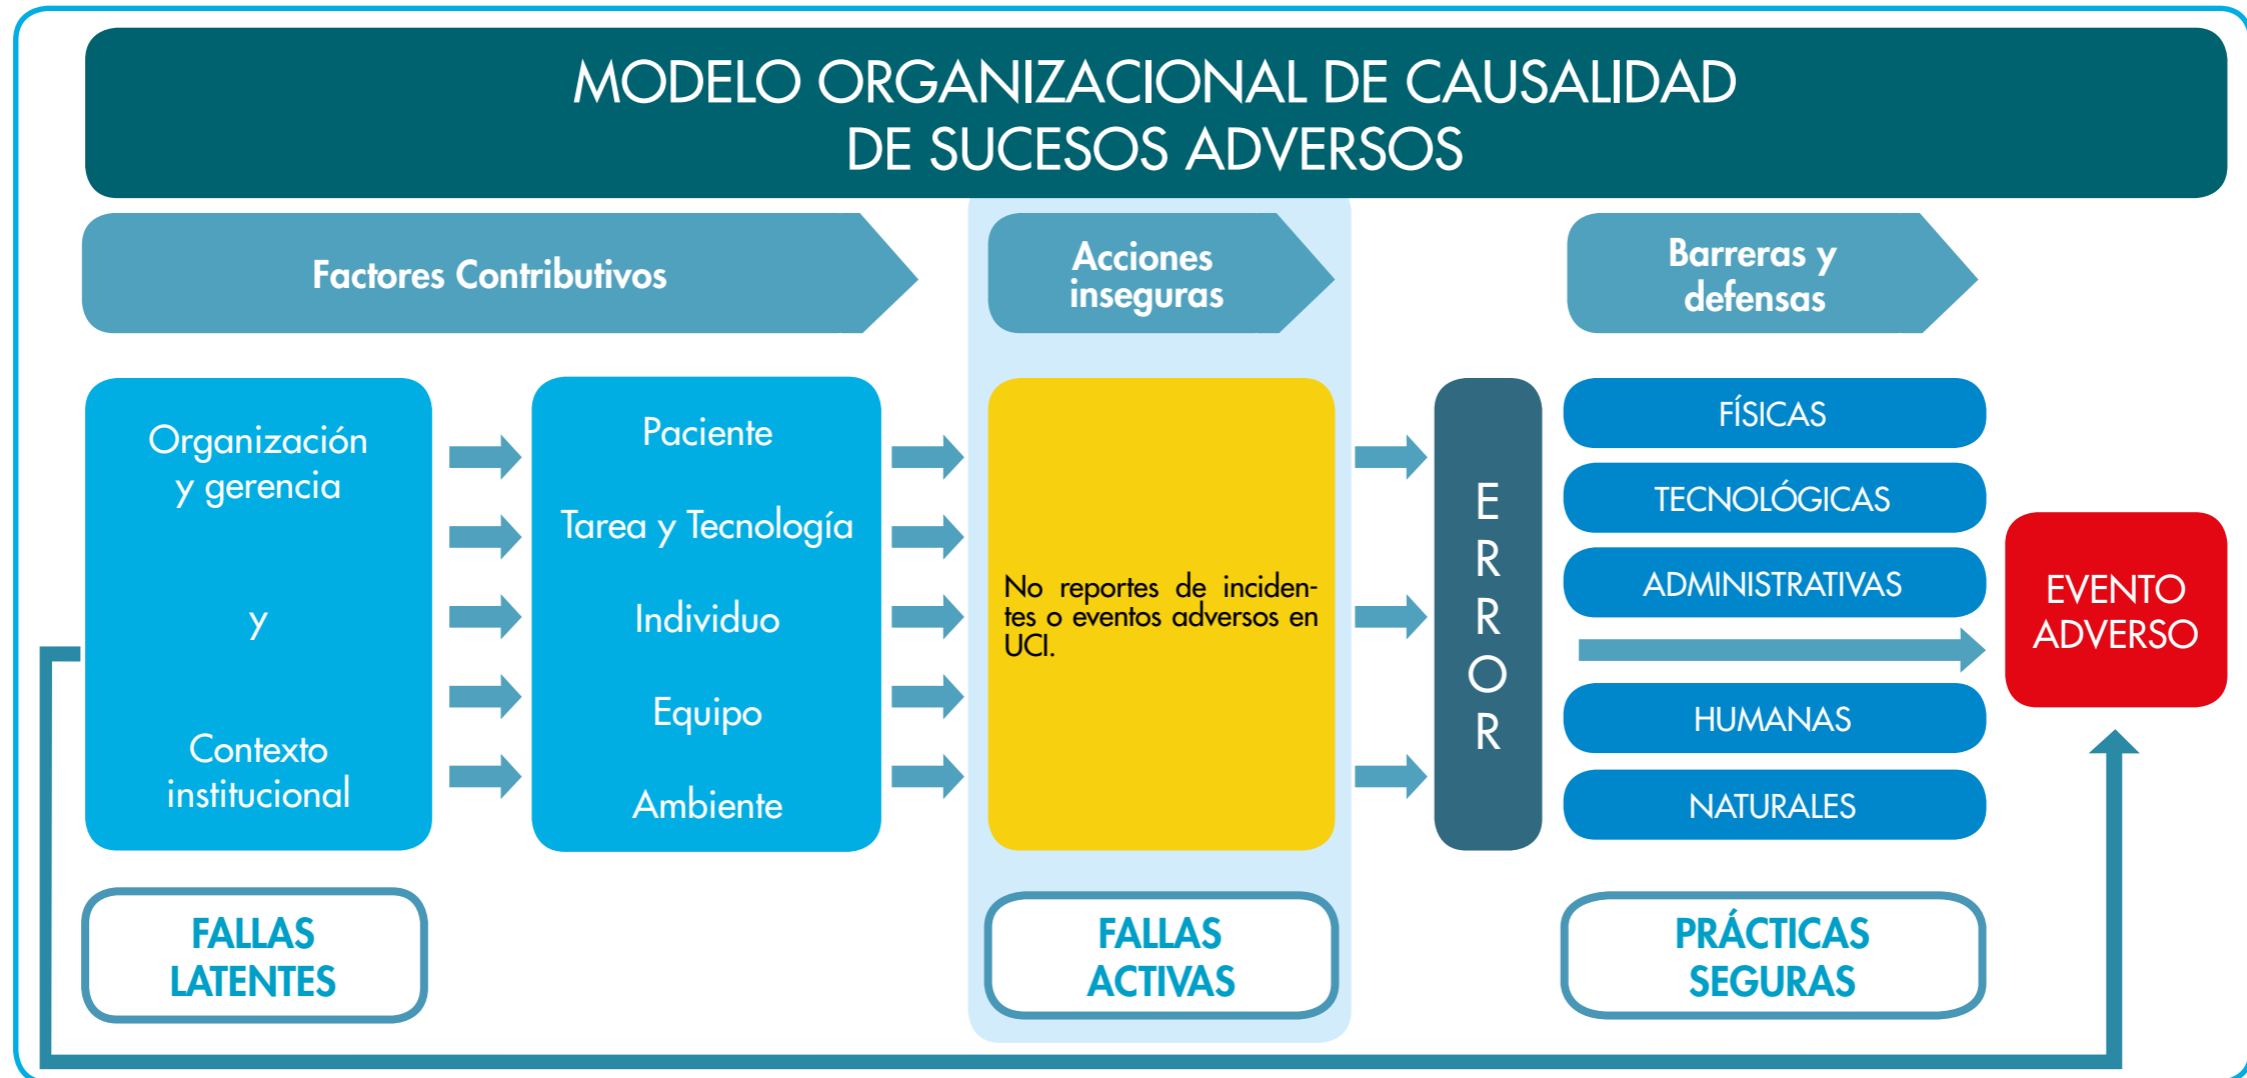 MODELO ORGANIZACIONAL DE CAUSALIDAD
DE SUCESOS ADVERSOS
Factores Contributivos
Acciones
inseguras
Barreras y
defensas
Organización
y gerencia
y
Contexto
institucional
Paciente
Tarea y Tecnología
Individuo
Equipo
Ambiente
No reportes de inciden-
tes o eventos adversos en
UCI.
E
R
R
O
R
FÍSICAS
TECNOLÓGICAS
ADMINISTRATIVAS
HUMANAS
NATURALES
EVENTO
ADVERSO
FALLAS
LATENTES
FALLAS
ACTIVAS
PRÁCTICAS
SEGURAS